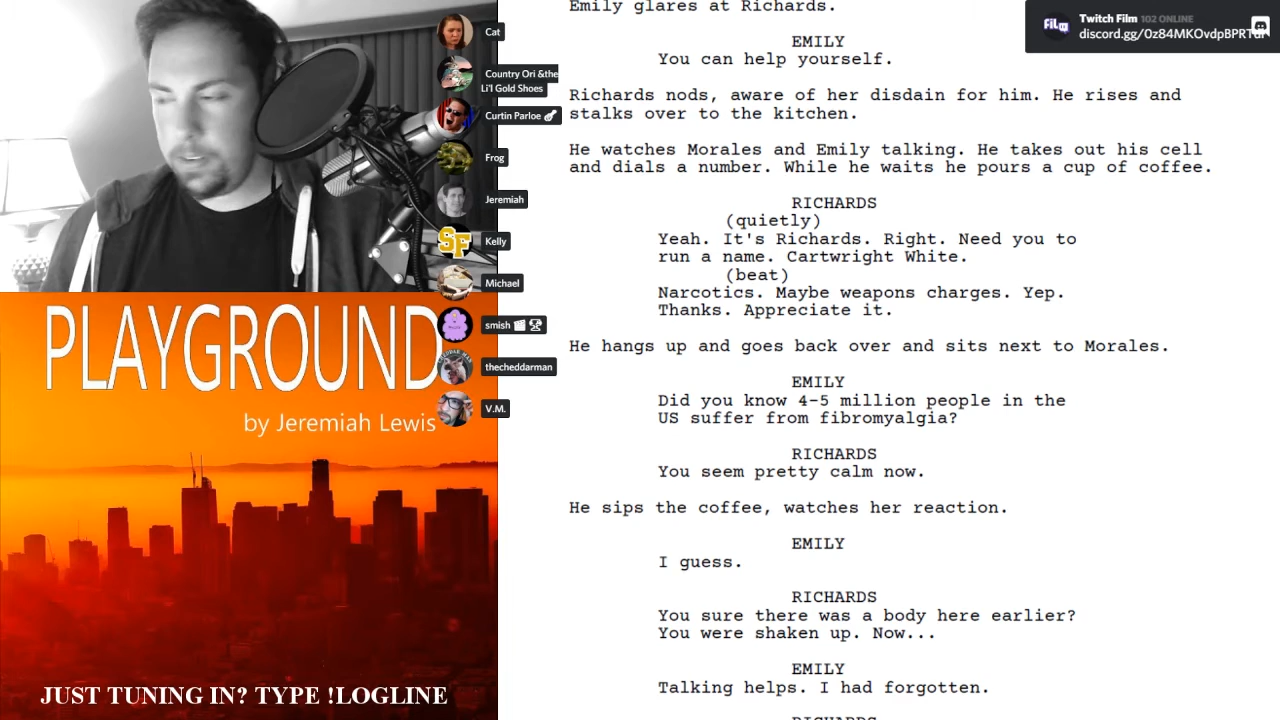 Emily glares at Richards.
EMILY
You can help yourself.
Richards nods, aware of her disdain for him. He rises and
stalks over to the kitchen.
He watches Morales and Emily talking. He takes out his cell
and dials a number. While he waits he pours a cup of coffee.
RICHARDS
(quietly)
Yeah. It's Richards. Right. Need you to
run a name. Cartwright White.
(beat)
Narcotics. Maybe weapons charges. Yep.
Thanks. Appreciate it.
He hangs up and goes back over and sits next to Morales.
EMILY
Did you know 4-5 million people in the
US suffer from fibromyalgia?
RICHARDS
You seem pretty calm now.
He sips the coffee, watches her reaction.
EMILY
I guess.
RICHARDS
You sure there was a body here earlier?
You were shaken up. Now...
EMILY
Talking helps. I had forgotten.
RICHARDS
Twitch Film 102 ONLINE
FiLm
Cat
Country Ori &the
Li'l Gold Shoes
Curtin Parloe
Frog
Jeremiah
SF
Kelly
Michael
smish
thecheddarman
V.M.
PLAYGROUND
by Jeremiah Lewis
JUST TUNING IN? TYPE !LOGLINE